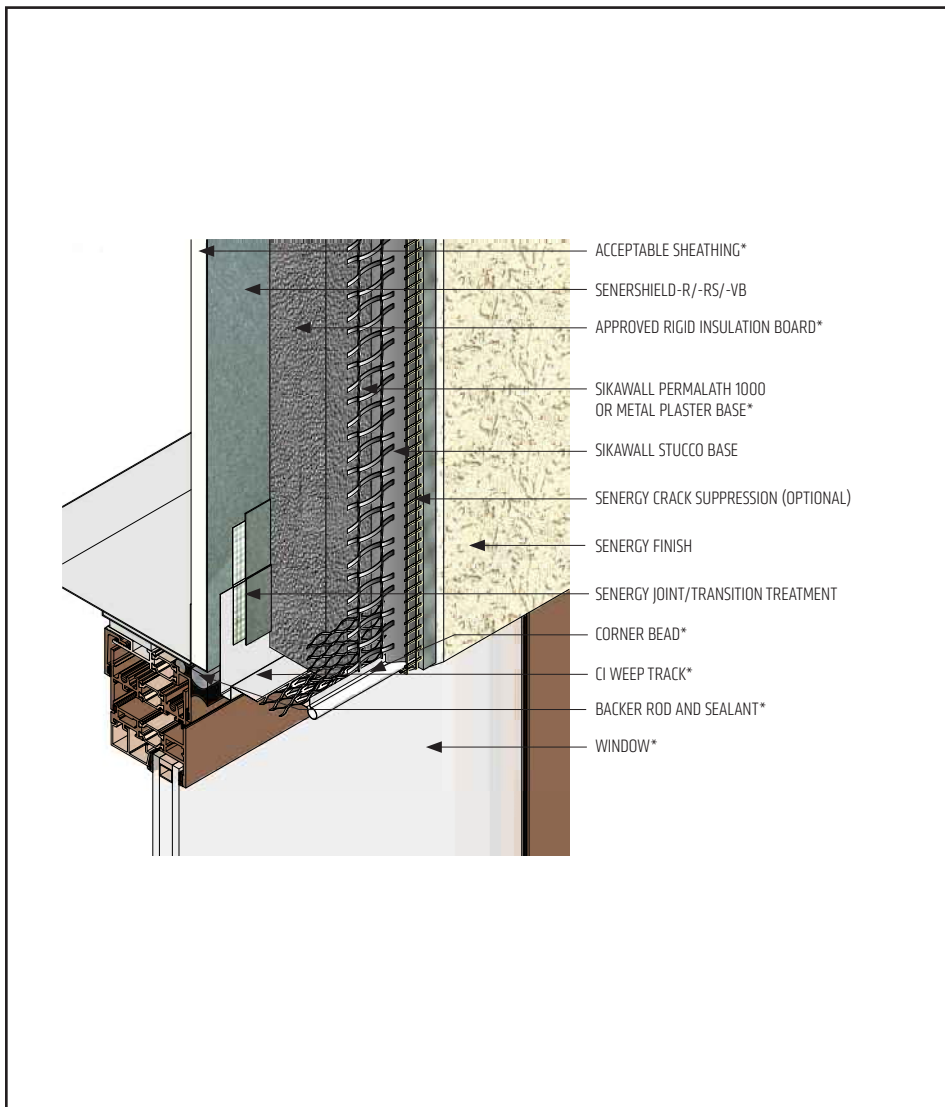 ACCEPTABLE SHEATHING*
SENERSHIELD-R/-RS/-VB
APPROVED RIGID INSULATION BOARD*
SIKAWALL PERMALATH 1000
OR METAL PLASTER BASE*
SIKAWALL STUCCO BASE
SENERGY CRACK SUPPRESSION (OPTIONAL)
SENERGY FINISH
SENERGY JOINT/TRANSITION TREATMENT
CORNER BEAD*
CI WEEP TRACK*
BACKER ROD AND SEALANT*
WINDOW*